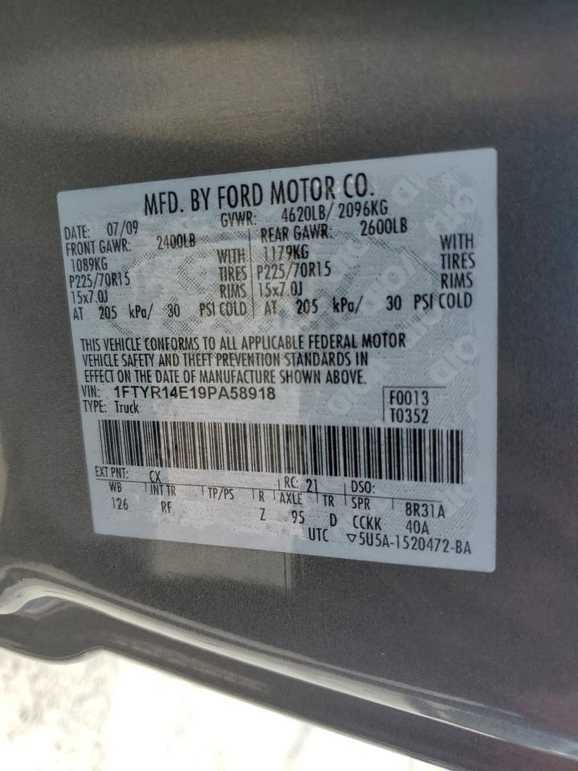 MFD. BY FORD MOTOR CO.
DATE: 07/09 GVWR: 4620LB/ 2096KG
FRONT GAWR: 2400LB REAR GAWR: 2600LB
1089KG WITH 1179KG WITH
P225/70R15 TIRES P225/70R15 TIRES
15x7.0J RIMS 15x7.0J RIMS
AT 205 kPa/ 30 PSI COLD AT 205 kPa/ 30 PSI COLD
THIS VEHICLE CONFORMS TO ALL APPLICABLE FEDERAL MOTOR
VEHICLE SAFETY AND THEFT PREVENTION STANDARDS IN
EFFECT ON THE DATE OF MANUFACTURE SHOWN ABOVE.
VIN: 1FTYR14E19PA58918 F0013
TYPE: Truck T0352
EXT PNT: CX RC: 21 DSO:
WB INT TR TP/PS R AXLE TR SPR BR31A
126 RF Z 95 D CCKK 40A
UTC ▽5U5A-1520472-BA